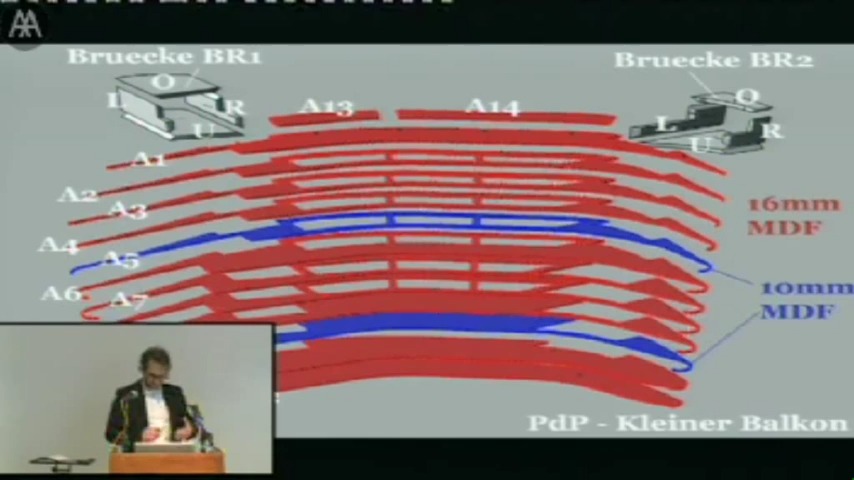 AA
Bruecke BR1
Bruecke BR2
O
L
R
U
O
L
R
U
A13
A14
A1
A2
A3
A4
A5
A6
A7
16mm
MDF
10mm
MDF
PdP - Kleiner Balkon